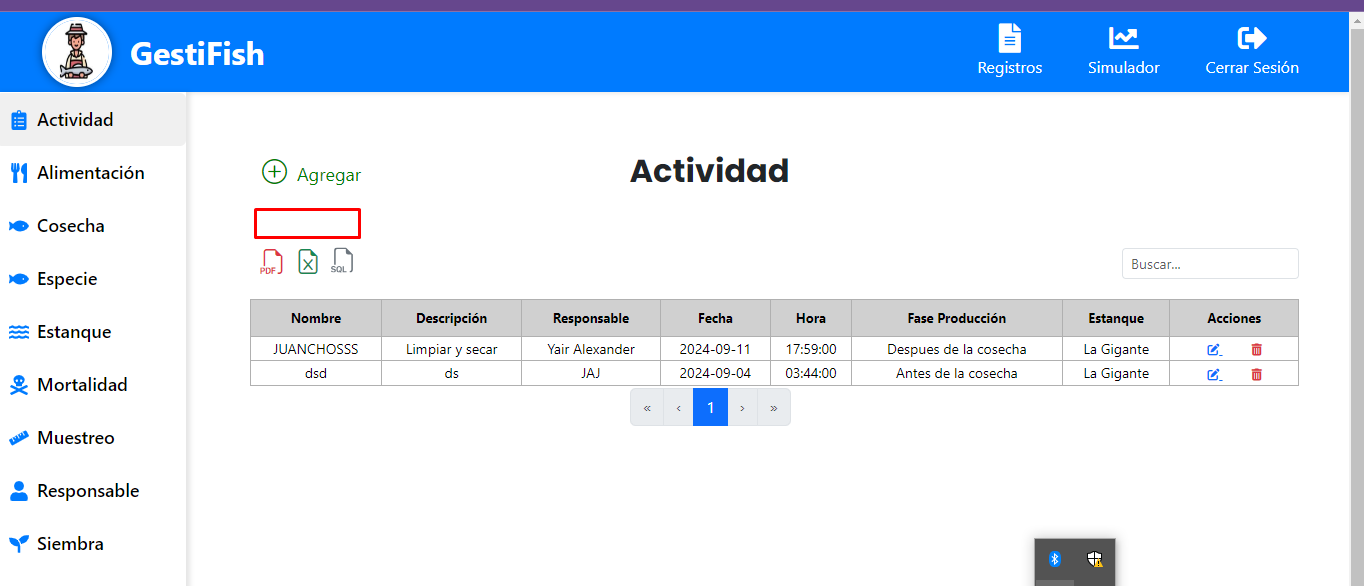 GestiFish
Registros
Simulador
Cerrar Sesión
Actividad
Alimentación
Cosecha
Especie
Estanque
Mortalidad
Muestreo
Responsable
Siembra
Agregar
Actividad
PDF
X
SQL
Buscar...
Nombre Descripción Responsable Fecha Hora Fase Producción Estanque Acciones
JUANCHOSSS Limpiar y secar Yair Alexander 2024-09-11 17:59:00 Despues de la cosecha La Gigante
dsd ds JAJ 2024-09-04 03:44:00 Antes de la cosecha La Gigante
« ‹ 1 › »